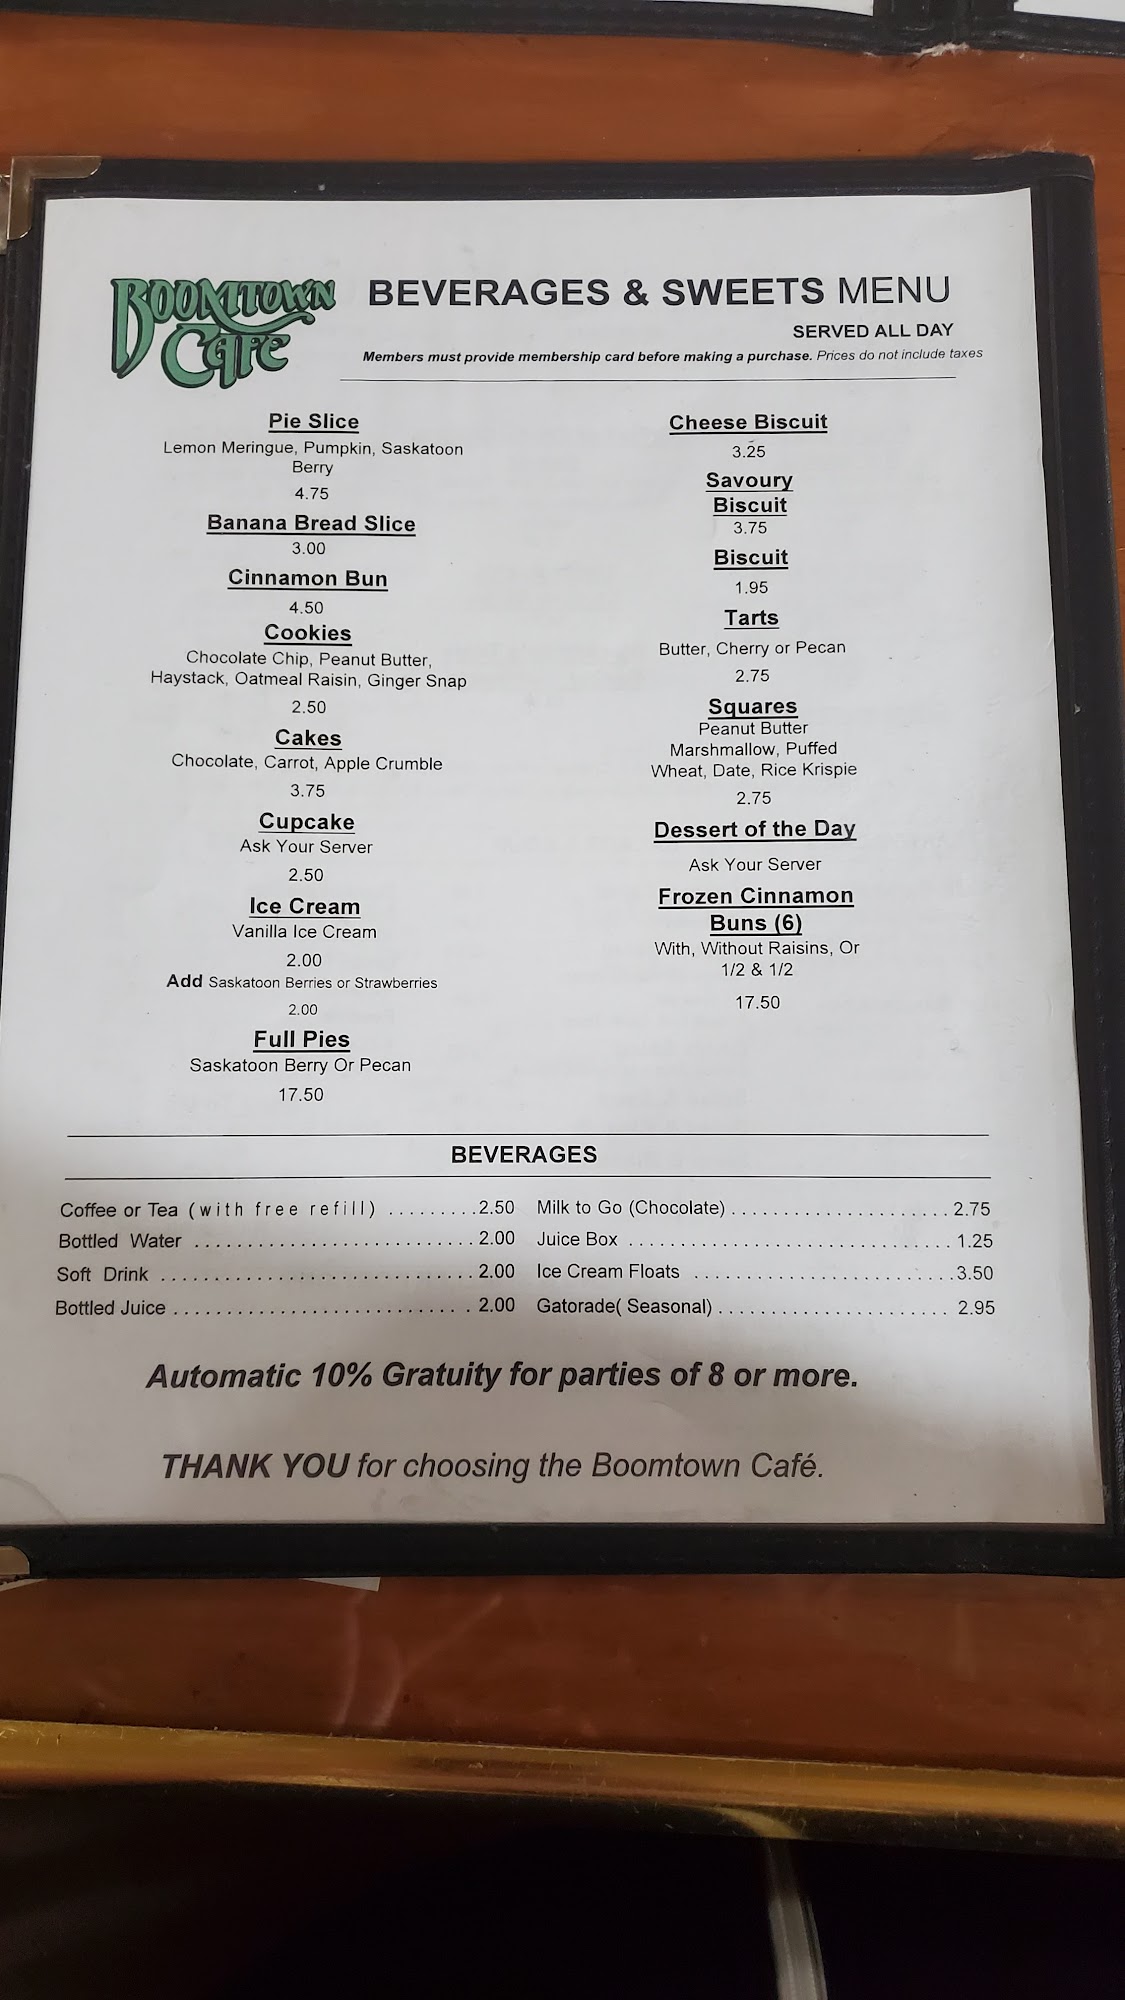 BOOMTOWN
CAFE
BEVERAGES & SWEETS MENU
SERVED ALL DAY
Members must provide membership card before making a purchase. Prices do not include taxes
Pie Slice
Lemon Meringue, Pumpkin, Saskatoon
Berry
4.75
Banana Bread Slice
3.00
Cinnamon Bun
4.50
Cookies
Chocolate Chip, Peanut Butter,
Haystack, Oatmeal Raisin, Ginger Snap
2.50
Cakes
Chocolate, Carrot, Apple Crumble
3.75
Cupcake
Ask Your Server
2.50
Ice Cream
Vanilla Ice Cream
2.00
Add Saskatoon Berries or Strawberries
2.00
Full Pies
Saskatoon Berry Or Pecan
17.50
Cheese Biscuit
3.25
Savoury
Biscuit
3.75
Biscuit
1.95
Tarts
Butter, Cherry or Pecan
2.75
Squares
Peanut Butter
Marshmallow, Puffed
Wheat, Date, Rice Krispie
2.75
Dessert of the Day
Ask Your Server
Frozen Cinnamon
Buns (6)
With, Without Raisins, Or
1/2 & 1/2
17.50
BEVERAGES
Coffee or Tea (with free refill) .........2.50
Bottled Water ............................2.00
Soft Drink ...............................2.00
Bottled Juice ............................2.00
Milk to Go (Chocolate) .....................2.75
Juice Box ...............................1.25
Ice Cream Floats .........................3.50
Gatorade( Seasonal) ...................... 2.95
Automatic 10% Gratuity for parties of 8 or more.
THANK YOU for choosing the Boomtown Café.